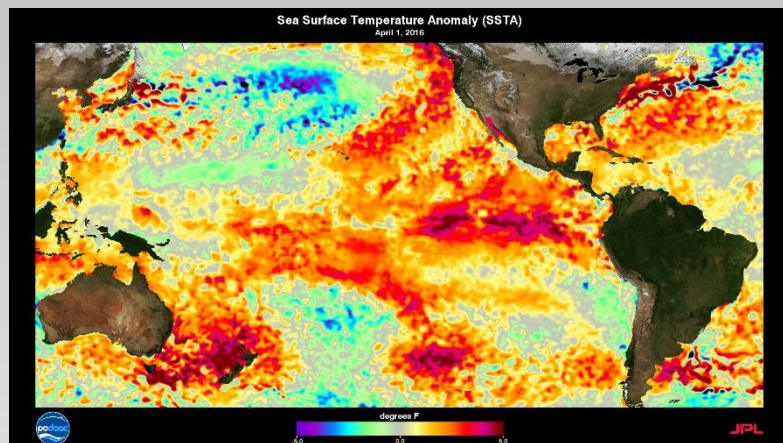 Sea Surface Temperature Anomaly (SSTA)
April 1, 2016
degrees F
-5.0 0.0 5.0
podaac
JPL